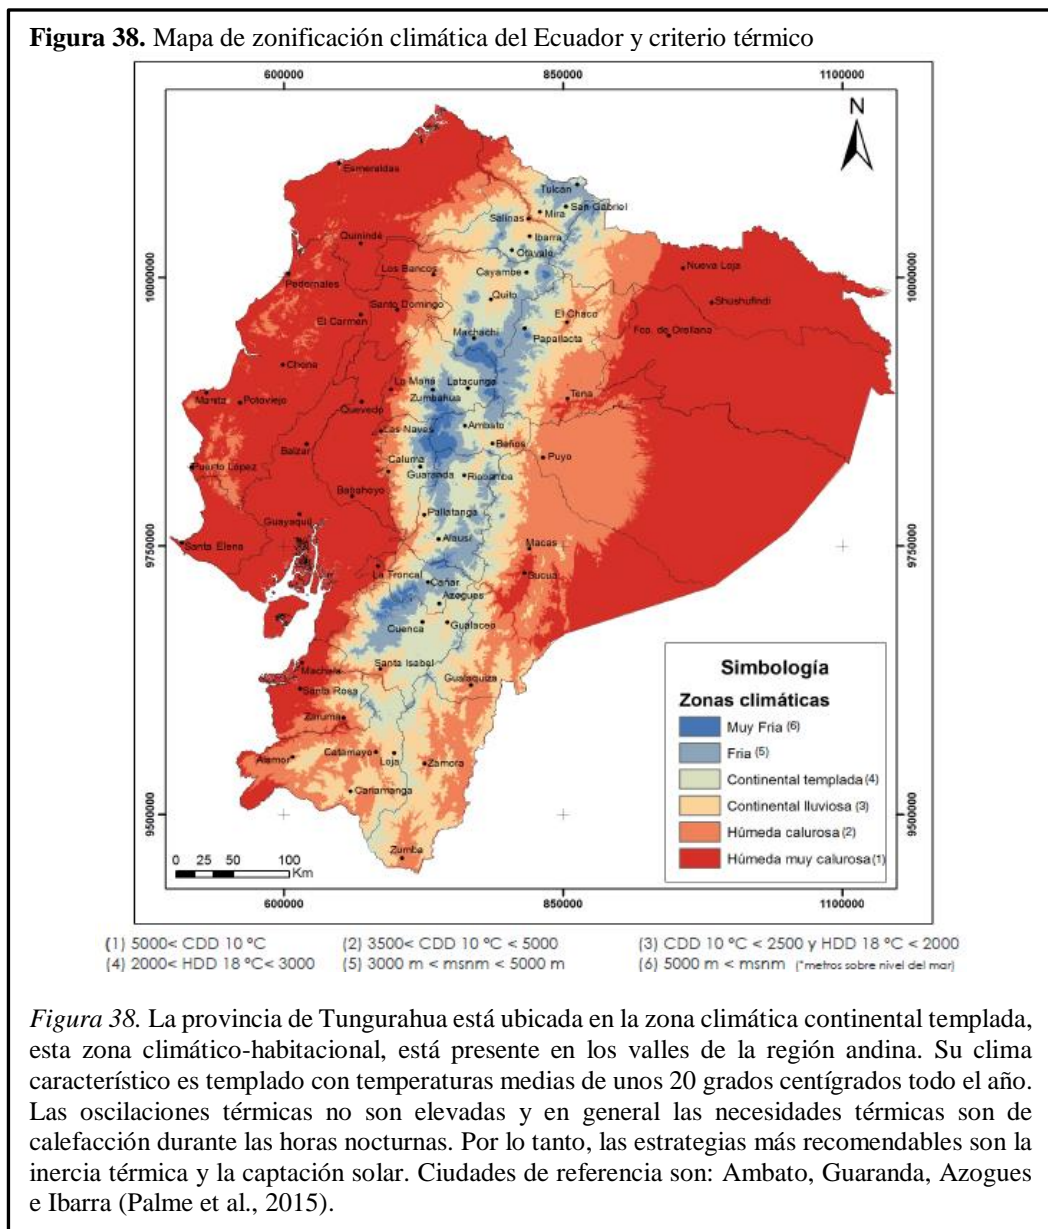 Figura 38. Mapa de zonificación climática del Ecuador y criterio térmico
600000 850000 1100000
N
Esmeraldas
Tulcán
San Gabriel
Mira
Salinas
Ibarra
Quinindé
Otavalo
Los Bancos
Cayambe
Nueva Loja
10000000
10000000
Pedernales
Quito
Shushufindi
Santo Domingo
El Carmen
El Chaco
Machachi
Papallacta
Fco. de Orellana
Chone
La Maná
Latacunga
Zumbahua
Tena
Manta
Potoviejo
Quevedo
Ambato
Las Naves
Baños
Balzar
Caluma
Puyo
Puerto López
Guaranda
Riobamba
Babahoyo
Pallatanga
Guayaquil
Alausí
Macas
Santa Elena
9750000
9750000
La Troncal
Sucua
Cañar
Azogues
Cuenca
Gualaceo
Machala
Santa Isabel
Santa Rosa
Gualaquiza
Zaruma
Catamayo
Loja
Zamora
Alamor
Cariamanga
9500000
9500000
Zumba
Simbología
Zonas climáticas
Muy Fria (6)
Fria (5)
Continental templada (4)
Continental lluviosa (3)
Húmeda calurosa (2)
Húmeda muy calurosa (1)
0 25 50 100
Km
600000 850000 1100000
(1) 5000< CDD 10 °C (2) 3500< CDD 10 °C < 5000 (3) CDD 10 °C < 2500 y HDD 18 °C < 2000
(4) 2000< HDD 18 °C< 3000 (5) 3000 m < msnm < 5000 m (6) 5000 m < msnm (*metros sobre nivel del mar)
Figura 38. La provincia de Tungurahua está ubicada en la zona climática continental templada,
esta zona climático-habitacional, está presente en los valles de la región andina. Su clima
característico es templado con temperaturas medias de unos 20 grados centígrados todo el año.
Las oscilaciones térmicas no son elevadas y en general las necesidades térmicas son de
calefacción durante las horas nocturnas. Por lo tanto, las estrategias más recomendables son la
inercia térmica y la captación solar. Ciudades de referencia son: Ambato, Guaranda, Azogues
e Ibarra (Palme et al., 2015).